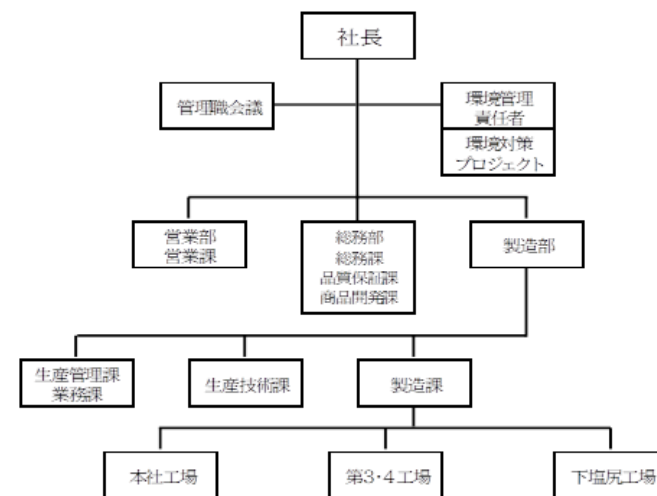 社長
管理職会議
環境管理
責任者
環境対策
プロジェクト
営業部
営業課
総務部
総務課
品質保証課
商品開発課
製造部
生産管理課
業務課
生産技術課
製造課
本社工場
第3・4工場
下塩尻工場